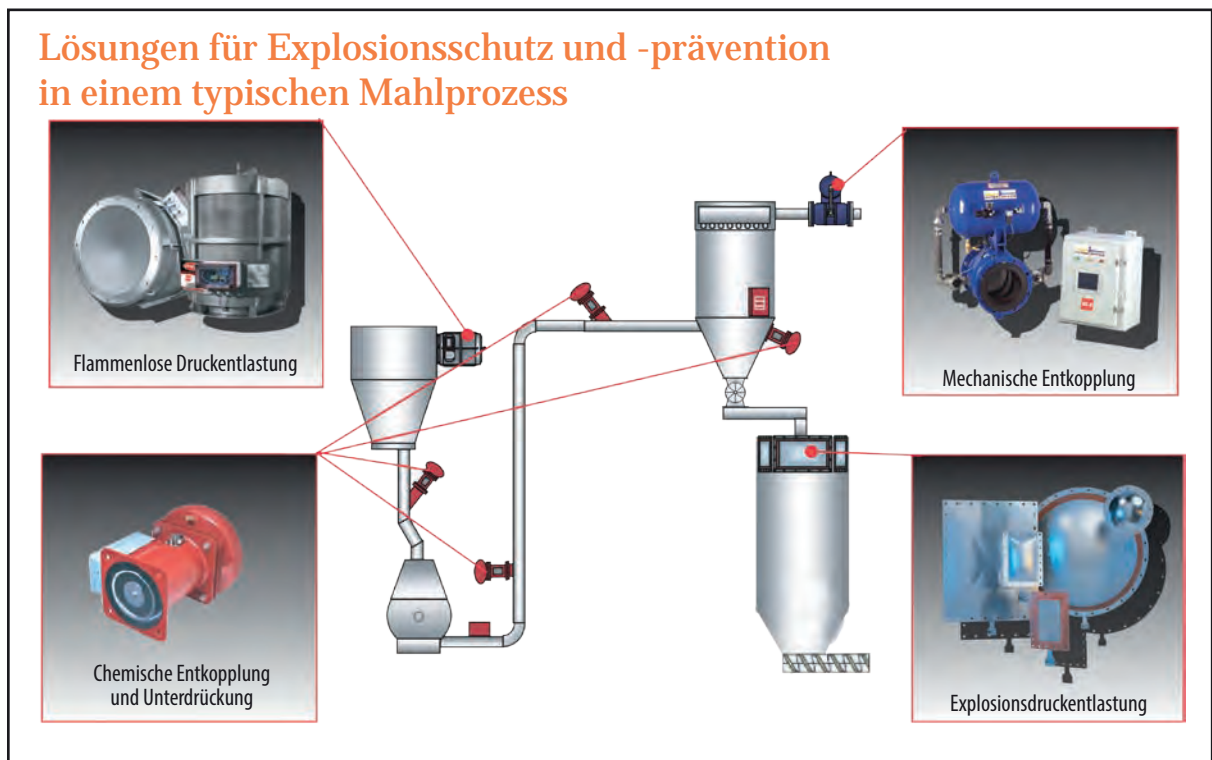 Lösungen für Explosionsschutz und -prävention
in einem typischen Mahlprozess
Flammenlose Druckentlastung
Mechanische Entkopplung
Chemische Entkopplung
und Unterdrückung
Explosionsdruckentlastung